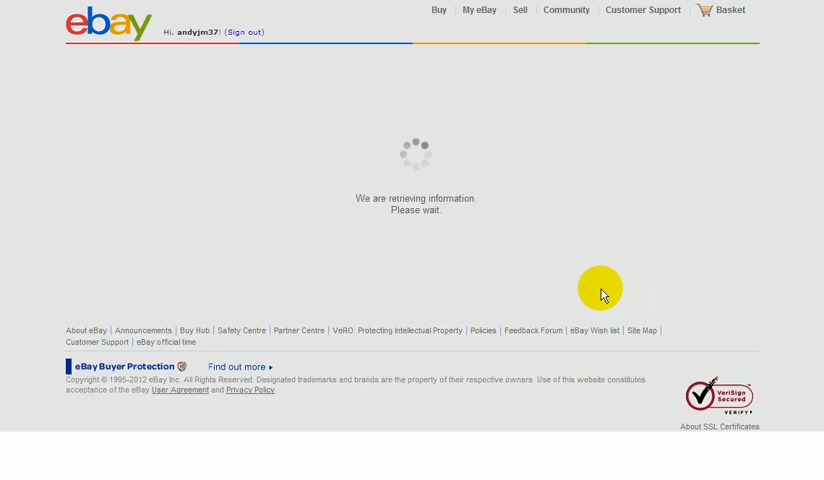 ebay
Hi, andyjm37! (Sign out)
Buy My eBay Sell Community Customer Support Basket
We are retrieving information.
Please wait.
About eBay | Announcements | Buy Hub | Safety Centre | Partner Centre | VeRO: Protecting Intellectual Property | Policies | Feedback Forum | eBay Wish list | Site Map |
Customer Support | eBay official time
eBay Buyer Protection Find out more
Copyright © 1995-2012 eBay Inc. All Rights Reserved. Designated trademarks and brands are the property of their respective owners. Use of this website constitutes
acceptance of the eBay User Agreement and Privacy Policy.
VeriSign
Secured
VERIFY
About SSL Certificates